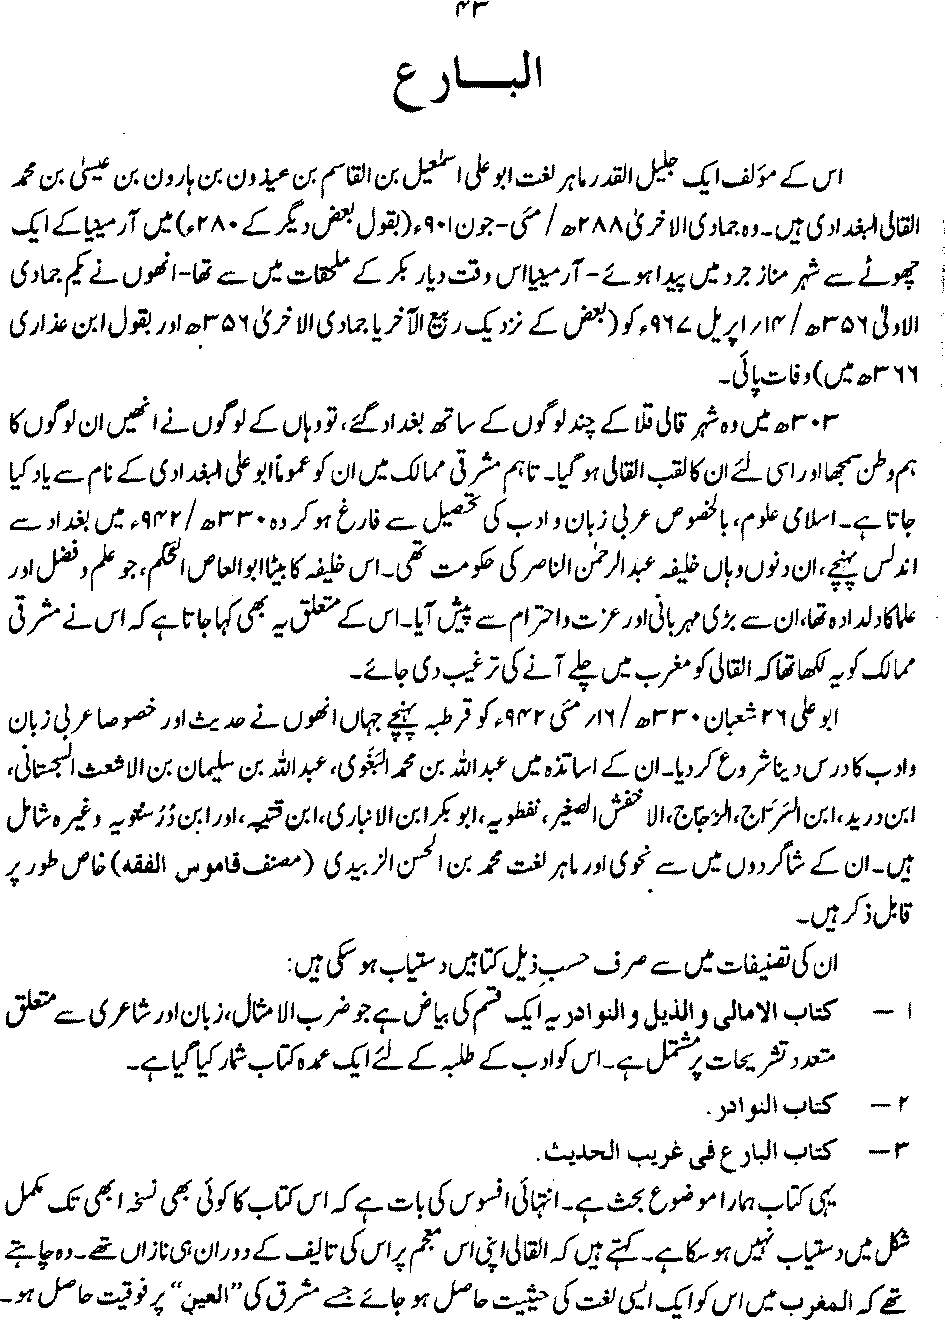 ۴۳
البارع
اس کے مؤلف ایک جلیل القدر ماہر لغت ابو علی اسمٰعیل بن القاسم بن عیذون بن ہارون بن عیسیٰ بن محمد
القالی البغدادی ہیں۔ وہ جمادی الاخریٰ ۲۸۸ھ/ مئی-جون ۹۰۱ء (بقول بعض دیگر کے ۲۸۰ء) میں آرمینیا کے ایک
چھوٹے سے شہر منازجرد میں پیدا ہوئے- آرمینیا اس وقت دیار بکر کے ملحقات میں سے تھا- انھوں نے یکم جمادی
الاولیٰ ۳۵۶ھ/ ۱۴/ اپریل ۹۶۷ء کو (بعض کے نزدیک ربیع الآخر یا جمادی الاخریٰ ۳۵۶ھ اور بقول ابن عذاری
۳۶۶ھ میں) وفات پائی۔
۳۰۳ھ میں وہ شہر قالی قلا کے چند لوگوں کے ساتھ بغداد گئے، تو وہاں کے لوگوں نے انھیں ان لوگوں کا
ہم وطن سمجھا اور اسی لئے ان کا لقب القالی ہو گیا۔ تاہم مشرقی ممالک میں ان کو عموماً ابو علی البغدادی کے نام سے یاد کیا
جاتا ہے۔ اسلامی علوم، بالخصوص عربی زبان و ادب کی تحصیل سے فارغ ہو کر وہ ۳۳۰ھ/ ۹۴۲ء میں بغداد سے
اندلس پہنچے، ان دنوں وہاں خلیفہ عبد الرحمٰن الناصر کی حکومت تھی۔ اس خلیفہ کا بیٹا ابو العاص الحکم، جو علم و فضل اور
علما کا دلدادہ تھا، ان سے بڑی مہربانی اور عزت و احترام سے پیش آیا۔ اس کے متعلق یہ بھی کہا جاتا ہے کہ اس نے مشرقی
ممالک کو یہ لکھا تھا کہ القالی کو مغرب میں چلے آنے کی ترغیب دی جائے۔
ابو علی ۲۶ شعبان ۳۳۰ھ/ ۱۶/ مئی ۹۴۲ء کو قرطبہ پہنچے جہاں انھوں نے حدیث اور خصوصا عربی زبان
و ادب کا درس دینا شروع کر دیا۔ ان کے اساتذہ میں عبد اللہ بن محمد البَغَوی، عبد اللہ بن سلیمان بن الاشعث السجستانی،
ابن درید، ابن السَرّاج، الزجاج، الاخفش الصغیر، نفطویہ، ابو بکر ابن الانباری، ابن قتیبہ، اور ابن دُرُستویہ وغیرہ شامل
ہیں۔ ان کے شاگردوں میں سے نحوی اور ماہر لغت محمد بن الحسن الزبیدی (مصنف قاموس الفقہ) خاص طور پر
قابل ذکر ہیں۔
ان کی تصنیفات میں سے صرف حسبِ ذیل کتابیں دستیاب ہو سکی ہیں:
۱ – کتاب الامالی و الذیل و النوادر یہ ایک قسم کی بیاض ہے جو ضرب الامثال، زبان اور شاعری سے متعلق
متعدد تشریحات پر مشتمل ہے۔ اس کو ادب کے طلبہ کے لئے ایک عمدہ کتاب شمار کیا گیا ہے۔
۲ – کتاب النوادر.
۳ – کتاب البارع فی غریب الحدیث.
یہی کتاب ہمارا موضوع بحث ہے۔ انتہائی افسوس کی بات ہے کہ اس کتاب کا کوئی بھی نسخہ ابھی تک مکمل
شکل میں دستیاب نہیں ہو سکا ہے۔ کہتے ہیں کہ القالی اپنی اس معجم پر اس کی تالیف کے دوران ہی نازاں تھے۔ وہ چاہتے
تھے کہ المغرب میں اس کو ایک ایسی لغت کی حیثیت حاصل ہو جائے جسے مشرق کی "العین" پر فوقیت حاصل ہو۔